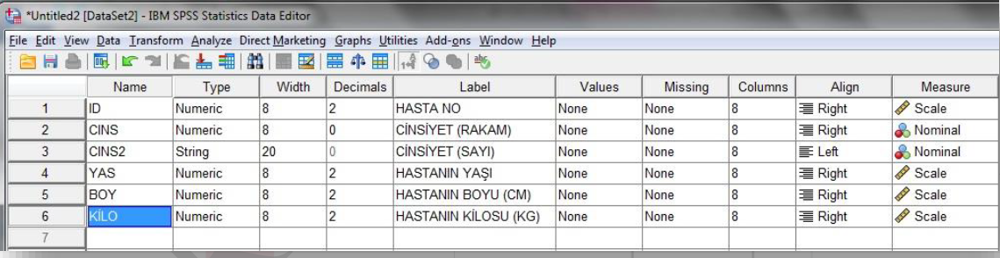 *Untitled2 [DataSet2] - IBM SPSS Statistics Data Editor
File Edit View Data Transform Analyze Direct Marketing Graphs Utilities Add-ons Window Help
Name Type Width Decimals Label Values Missing Columns Align Measure
1 ID Numeric 8 2 HASTA NO None None 8 Right Scale
2 CINS Numeric 8 0 CİNSİYET (RAKAM) None None 8 Right Nominal
3 CINS2 String 20 0 CİNSİYET (SAYI) None None 8 Left Nominal
4 YAS Numeric 8 2 HASTANIN YAŞI None None 8 Right Scale
5 BOY Numeric 8 2 HASTANIN BOYU (CM) None None 8 Right Scale
6 KİLO Numeric 8 2 HASTANIN KİLOSU (KG) None None 8 Right Scale
7